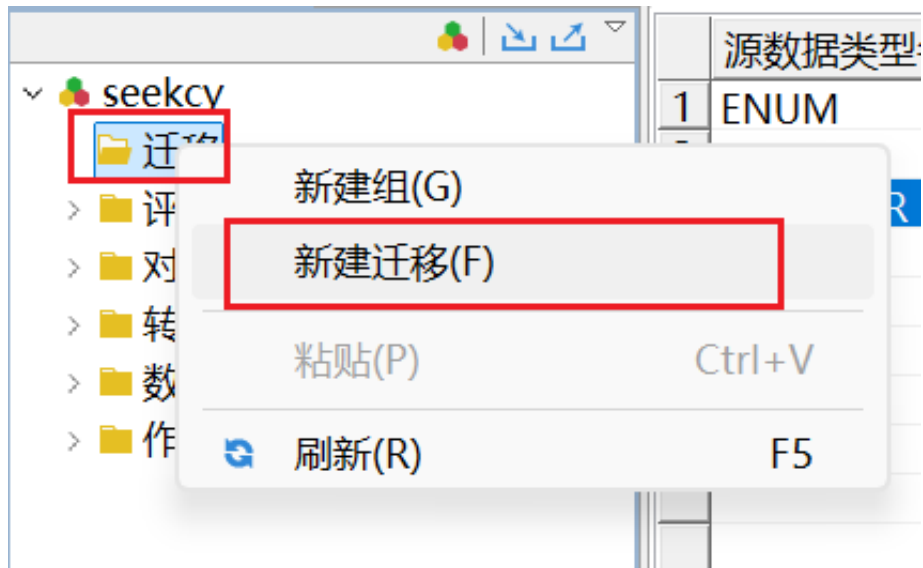 源数据类型
seekcy
1 ENUM
迁移
新建组(G)
评
R
新建迁移(F)
对
转
粘贴(P) Ctrl+V
数
作
刷新(R) F5